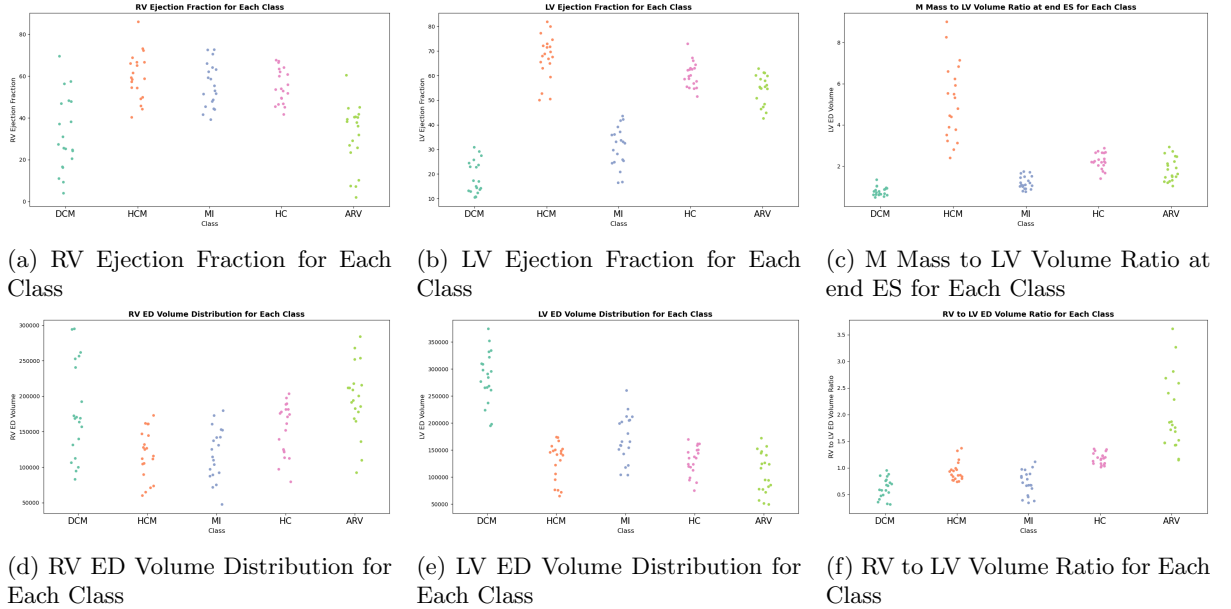 RV Ejection Fraction for Each Class
80
60
40
20
0
RV Ejection Fraction
DCM HCM MI HC ARV
Class
LV Ejection Fraction for Each Class
80
70
60
50
40
30
20
10
LV Ejection Fraction
DCM HCM MI HC ARV
Class
M Mass to LV Volume Ratio at end ES for Each Class
8
6
4
2
LV ED Volume
DCM HCM MI HC ARV
Class
(a) RV Ejection Fraction for Each
Class
(b) LV Ejection Fraction for Each
Class
(c) M Mass to LV Volume Ratio at
end ES for Each Class
RV ED Volume Distribution for Each Class
300000
250000
200000
150000
100000
50000
RV ED Volume
DCM HCM MI HC ARV
Class
LV ED Volume Distribution for Each Class
350000
300000
250000
200000
150000
100000
50000
LV ED Volume
DCM HCM MI HC ARV
Class
RV to LV ED Volume Ratio for Each Class
3.5
3.0
2.5
2.0
1.5
1.0
0.5
RV to LV ED Volume Ratio
DCM HCM MI HC ARV
Class
(d) RV ED Volume Distribution for
Each Class
(e) LV ED Volume Distribution for
Each Class
(f) RV to LV Volume Ratio for Each
Class